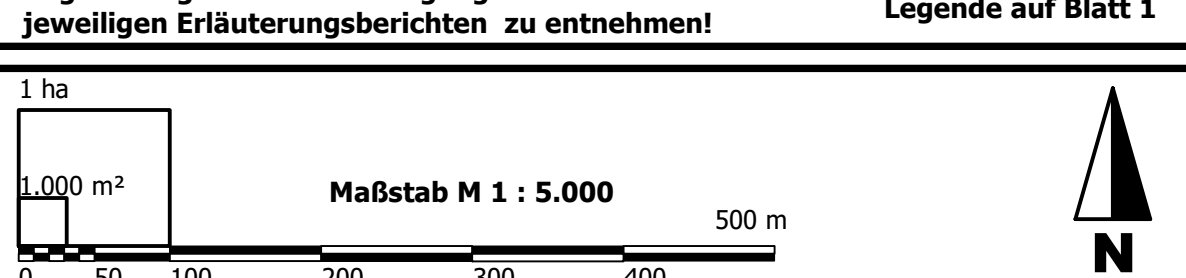 jeweiligen Erläuterungsberichten zu entnehmen!
Legende auf Blatt 1
1 ha
1.000 m²
Maßstab M 1 : 5.000
500 m
0 50 100 200 300 400
N